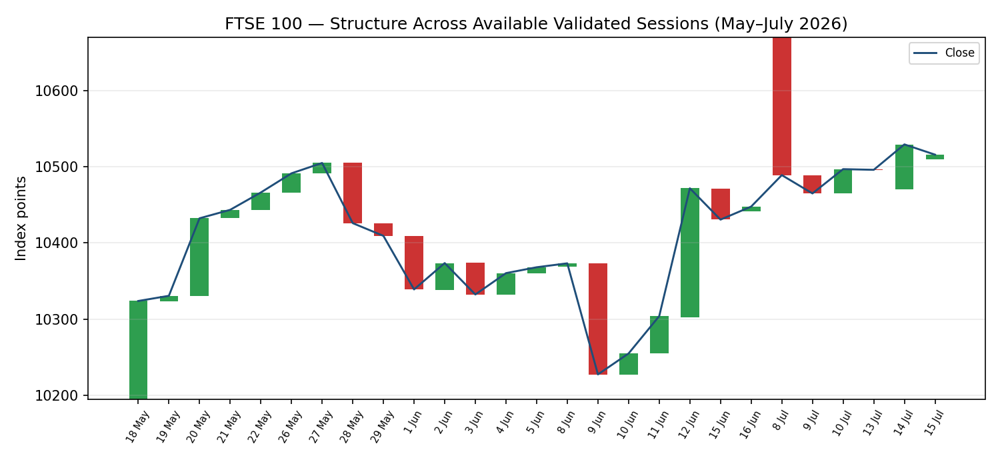 FTSE 100 — Structure Across Available Validated Sessions (May–July 2026)
Close
Index points
10600
10500
10400
10300
10200
18 May
19 May
20 May
21 May
22 May
26 May
27 May
28 May
29 May
1 Jun
2 Jun
3 Jun
4 Jun
5 Jun
8 Jun
9 Jun
10 Jun
11 Jun
12 Jun
15 Jun
16 Jun
8 Jul
9 Jul
10 Jul
13 Jul
14 Jul
15 Jul